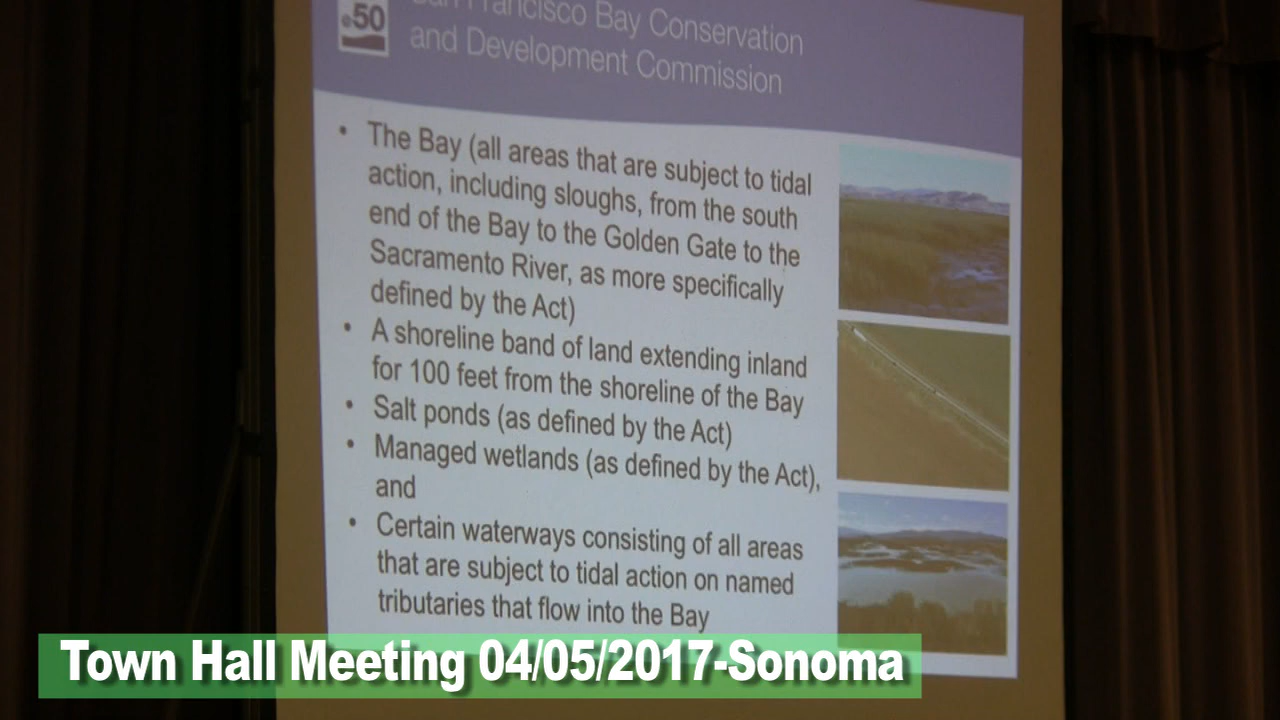 50
San Francisco Bay Conservation
and Development Commission
• The Bay (all areas that are subject to tidal
action, including sloughs, from the south
end of the Bay to the Golden Gate to the
Sacramento River, as more specifically
defined by the Act)
• A shoreline band of land extending inland
for 100 feet from the shoreline of the Bay
• Salt ponds (as defined by the Act)
• Managed wetlands (as defined by the Act),
and
• Certain waterways consisting of all areas
that are subject to tidal action on named
tributaries that flow into the Bay
Town Hall Meeting 04/05/2017-Sonoma